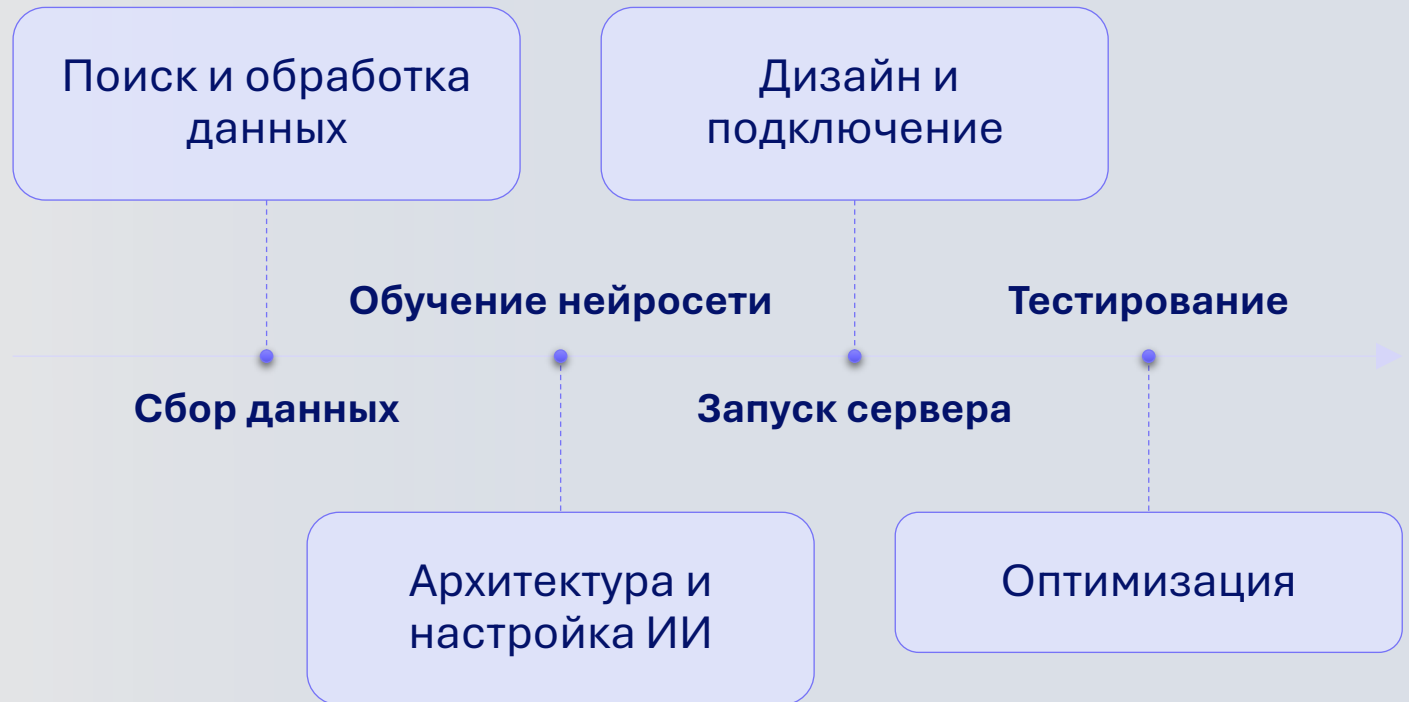 Поиск и обработка
данных
Дизайн и
подключение
Обучение нейросети
Тестирование
Сбор данных
Запуск сервера
Архитектура и
настройка ИИ
Оптимизация